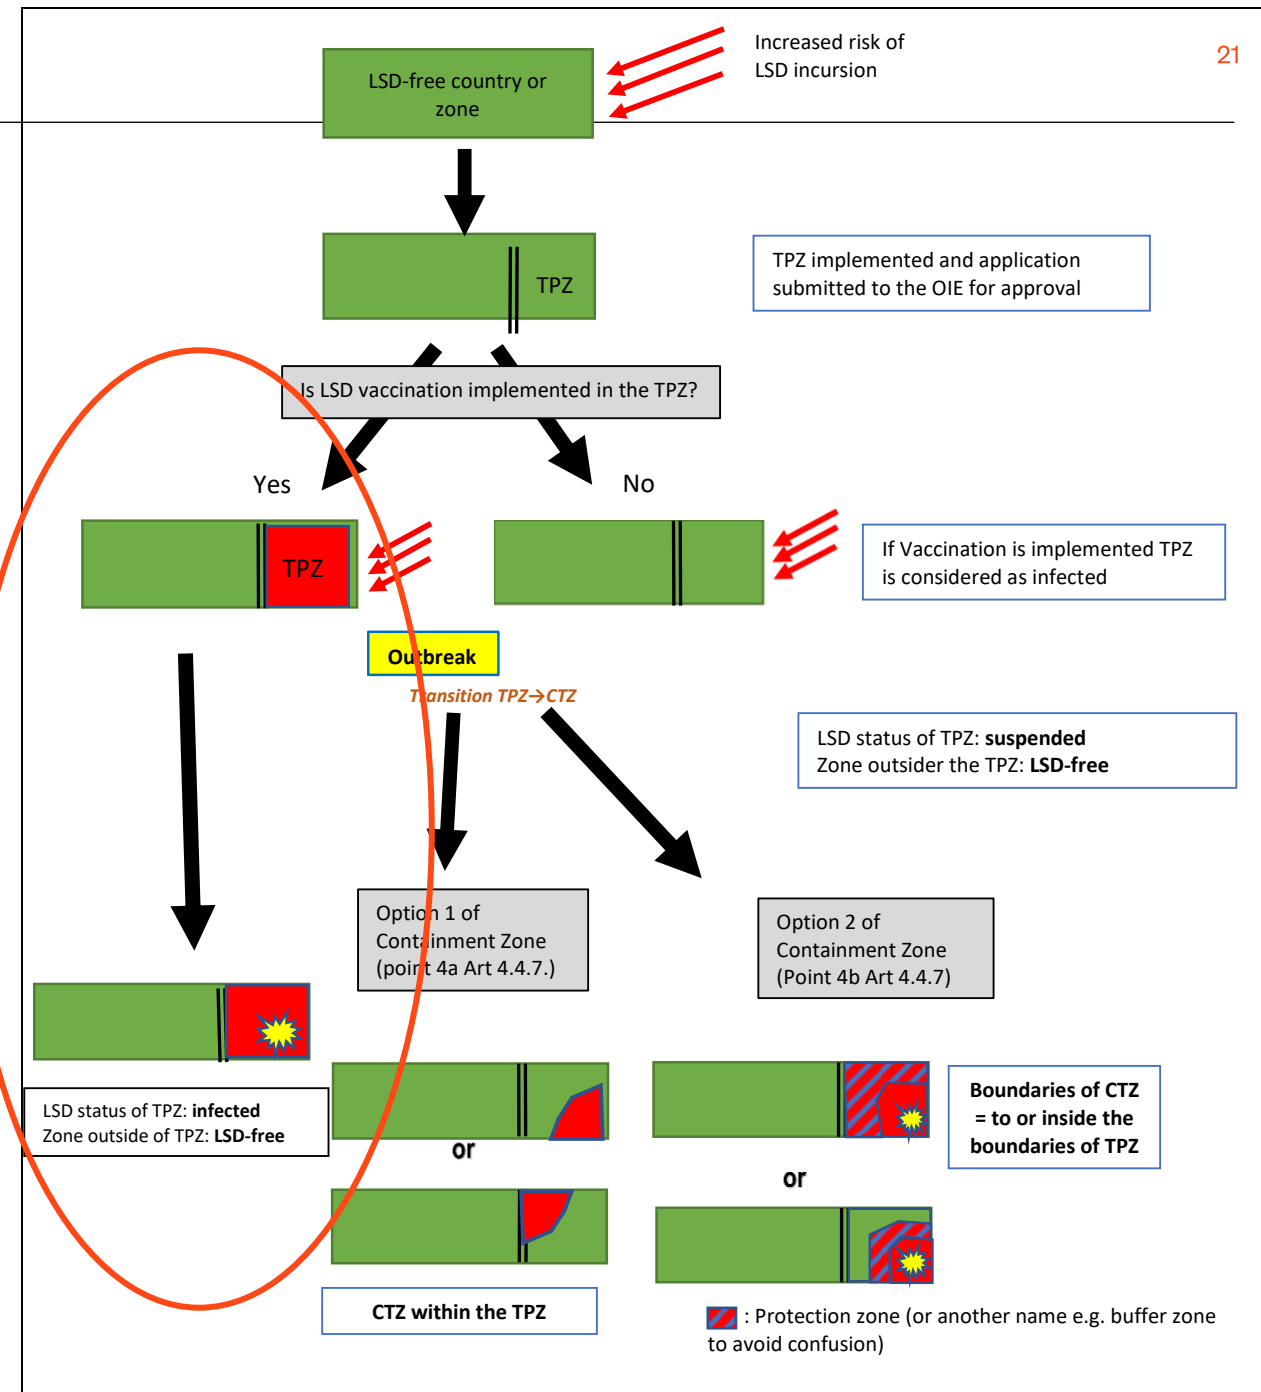 Increased risk of
LSD incursion
21
LSD-free country or
zone
TPZ
TPZ implemented and application
submitted to the OIE for approval
Is LSD vaccination implemented in the TPZ?
Yes
No
TPZ
If Vaccination is implemented TPZ
is considered as infected
Outbreak
Transition TPZ→CTZ
LSD status of TPZ: suspended
Zone outsider the TPZ: LSD-free
Option 1 of
Containment Zone
(point 4a Art 4.4.7.)
Option 2 of
Containment Zone
(Point 4b Art 4.4.7)
LSD status of TPZ: infected
Zone outside of TPZ: LSD-free
or
Boundaries of CTZ
= to or inside the
boundaries of TPZ
or
CTZ within the TPZ
: Protection zone (or another name e.g. buffer zone
to avoid confusion)